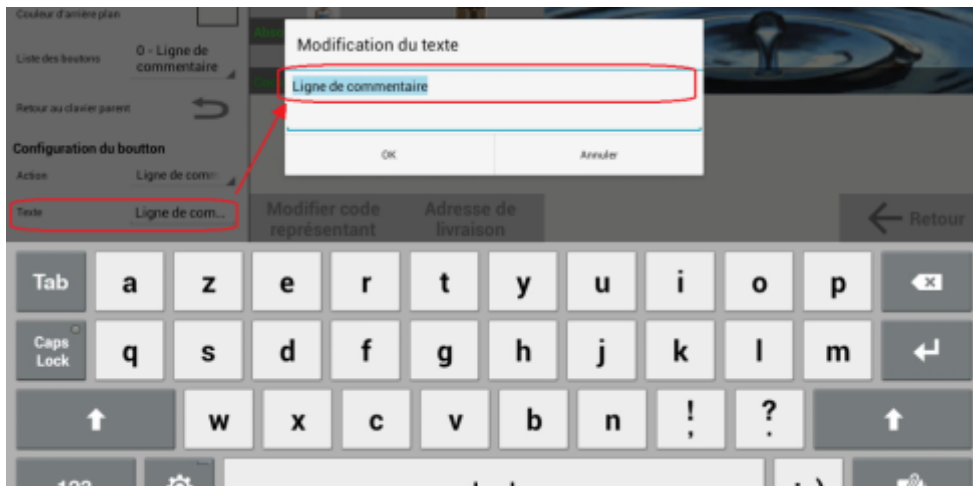 Couleur d'arrière plan
Liste des boutons
0 - Ligne de
commentaire
Retour au clavier parent
Configuration du boutton
Action
Ligne de comm
Texte
Ligne de com...
Modification du texte
Ligne de commentaire
OK
Annuler
Modifier code
représentant
Adresse de
livraison
Retour
Tab a z e r t y u i o p
Caps
Lock
q s d f g h j k l m
w x c v b n ! , ? .
123